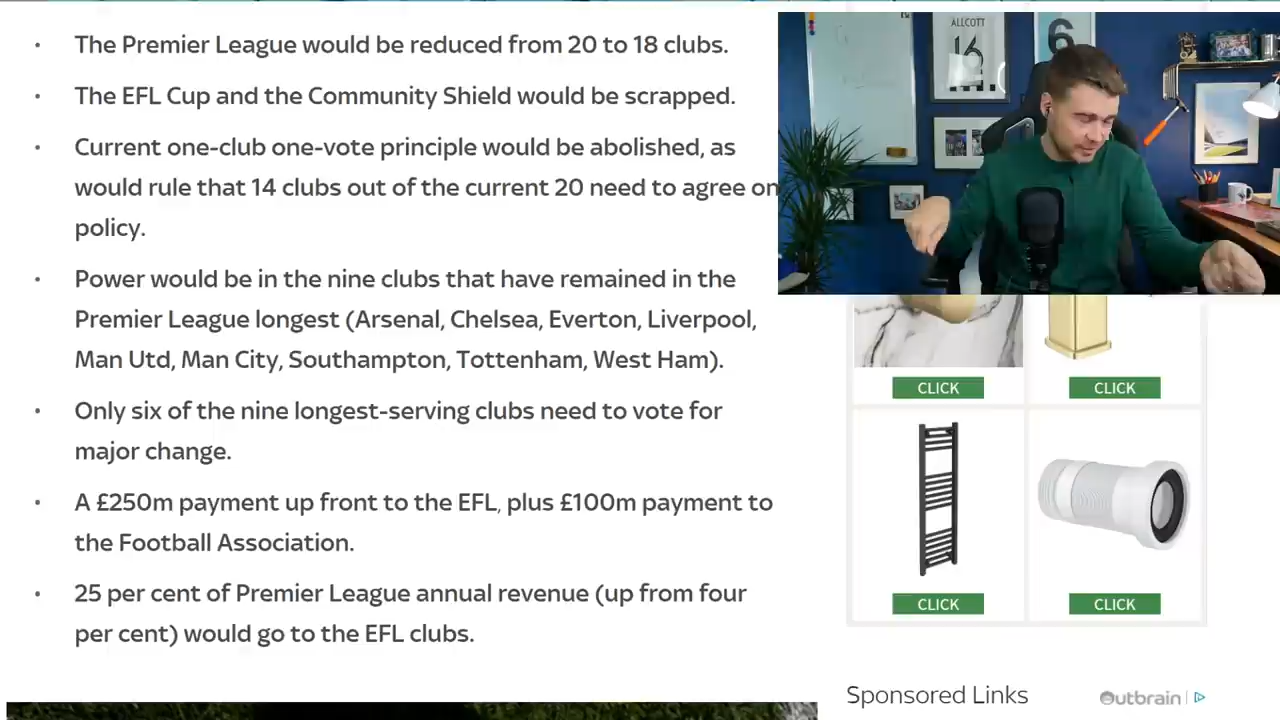 The Premier League would be reduced from 20 to 18 clubs.
The EFL Cup and the Community Shield would be scrapped.
Current one-club one-vote principle would be abolished, as
would rule that 14 clubs out of the current 20 need to agree on
policy.
Power would be in the nine clubs that have remained in the
Premier League longest (Arsenal, Chelsea, Everton, Liverpool,
Man Utd, Man City, Southampton, Tottenham, West Ham).
Only six of the nine longest-serving clubs need to vote for
major change.
A £250m payment up front to the EFL, plus £100m payment to
the Football Association.
25 per cent of Premier League annual revenue (up from four
per cent) would go to the EFL clubs.
ALLCOTT
16
6
CLICK
CLICK
CLICK
CLICK
Sponsored Links
Outbrain